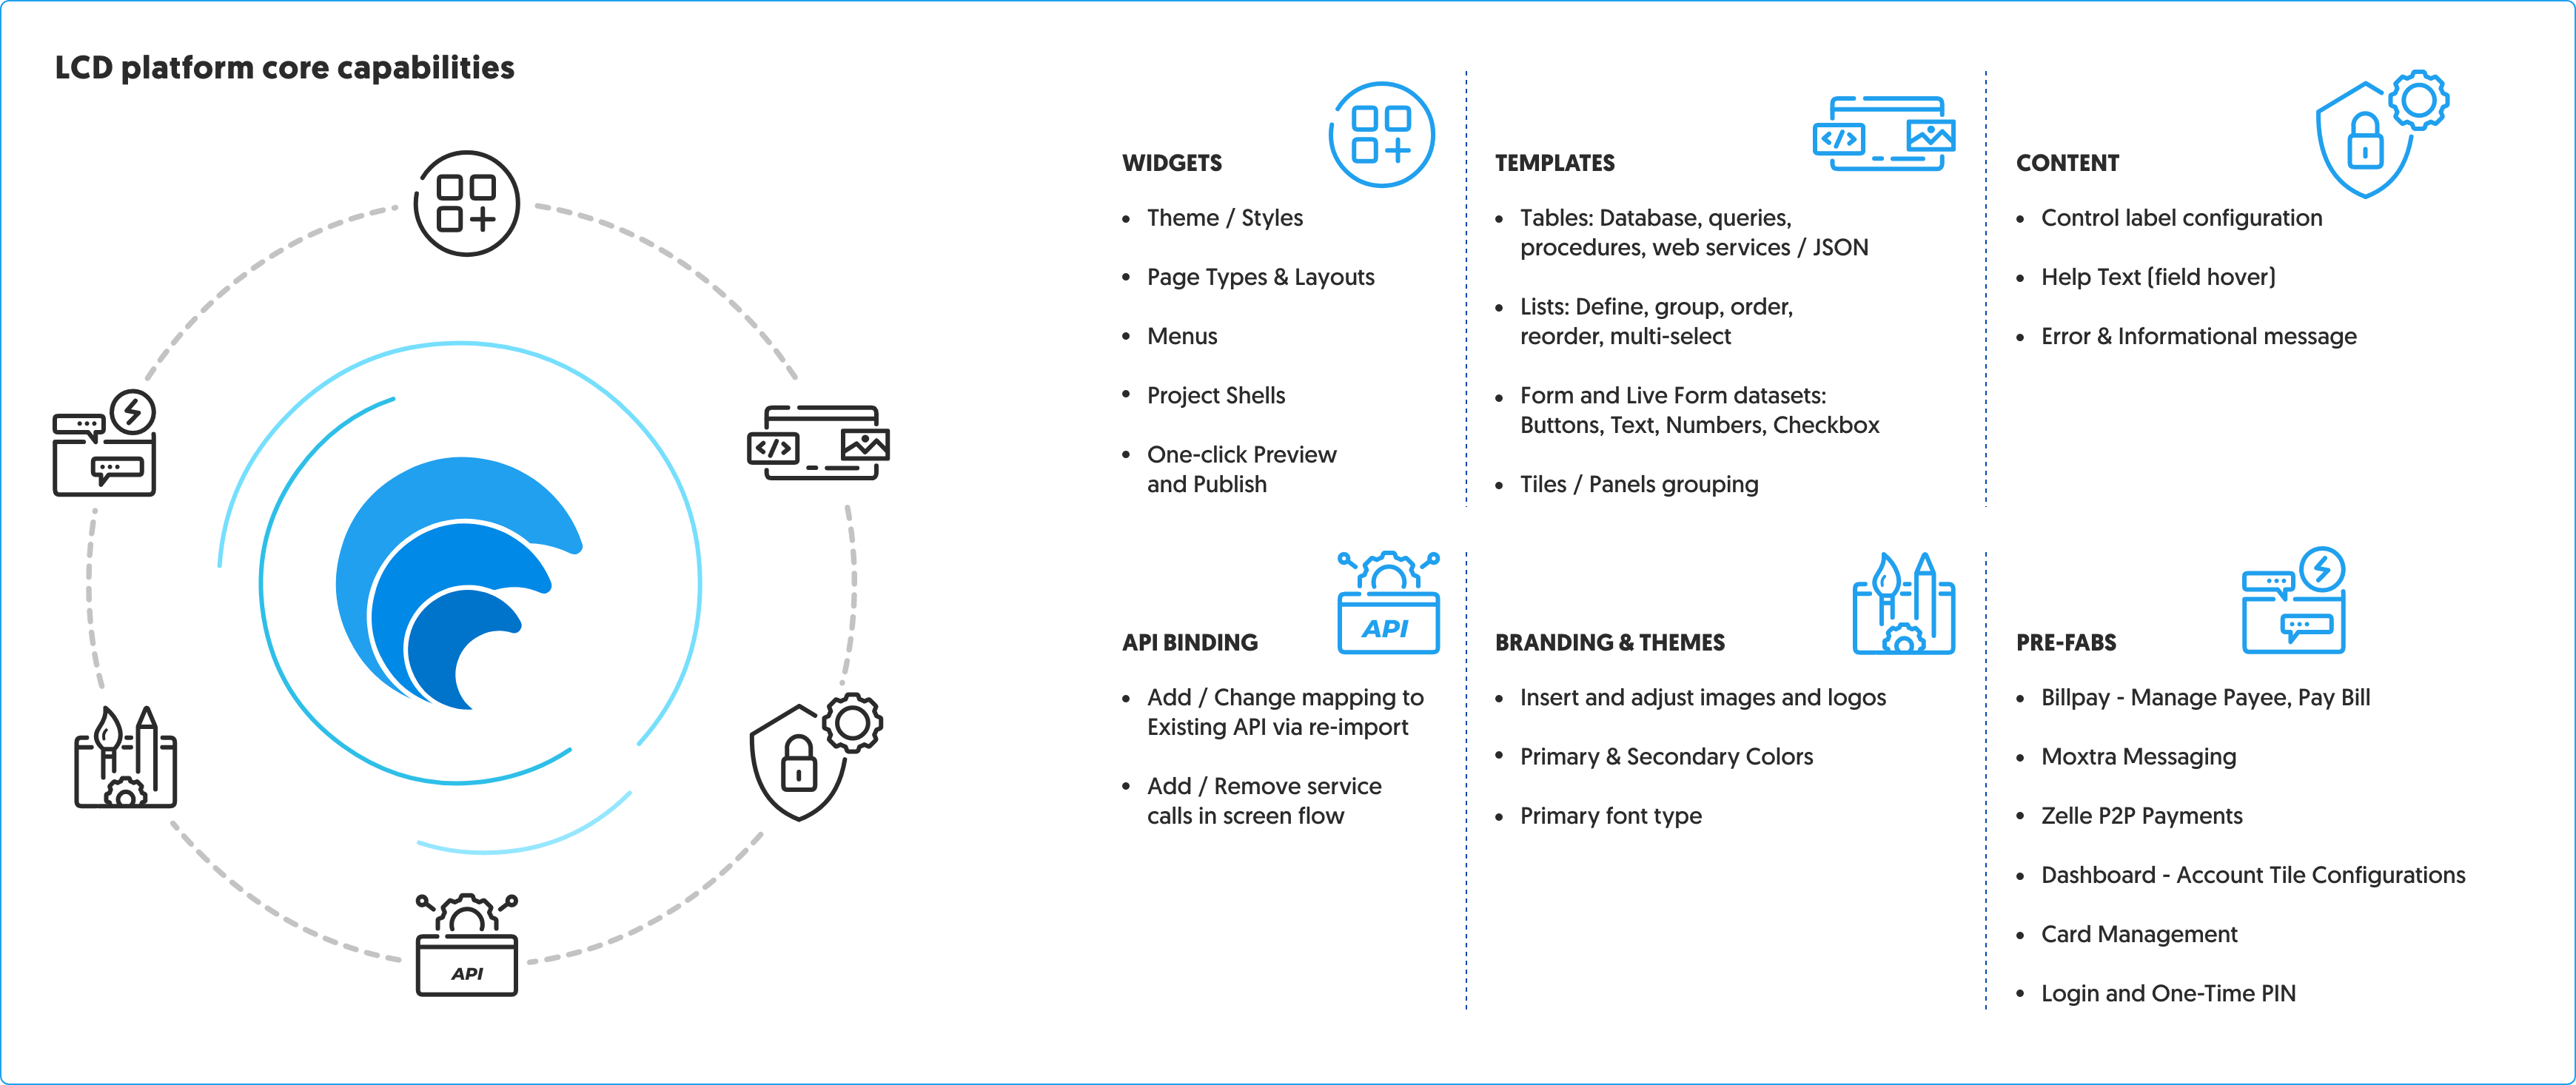 LCD platform core capabilities
API
WIDGETS
• Theme / Styles
• Page Types & Layouts
• Menus
• Project Shells
• One-click Preview
and Publish
TEMPLATES
• Tables: Database, queries,
procedures, web services / JSON
• Lists: Define, group, order,
reorder, multi-select
• Form and Live Form datasets:
Buttons, Text, Numbers, Checkbox
• Tiles / Panels grouping
CONTENT
• Control label configuration
• Help Text (field hover)
• Error & Informational message
API
API BINDING
• Add / Change mapping to
Existing API via re-import
• Add / Remove service
calls in screen flow
BRANDING & THEMES
• Insert and adjust images and logos
• Primary & Secondary Colors
• Primary font type
PRE-FABS
• Billpay - Manage Payee, Pay Bill
• Moxtra Messaging
• Zelle P2P Payments
• Dashboard - Account Tile Configurations
• Card Management
• Login and One-Time PIN